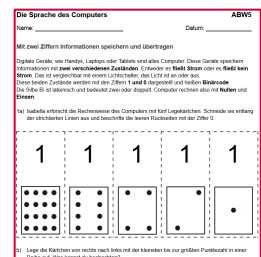 Die Sprache des Computers ABW5
Name: Datum:
Mit zwei Ziffern Informationen speichern und übertragen
Digitale Geräte, wie Handys, Laptops oder Tablets sind alles Computer. Diese Geräte speichern
Informationen mit zwei verschiedenen Zuständen. Entweder es fließt Strom oder es fließt kein
Strom. Das ist vergleichbar mit einem Lichtschalter, das Licht ist an oder aus.
Diese beiden Zustände werden mit den Ziffern 1 und 0 dargestellt und heißen Binärcode.
Die Silbe Bi ist lateinisch und bedeutet zwei oder doppelt. Computer rechnen also mit Nullen und
Einsen.
1a) Isabella erforscht die Rechenweise des Computers mit fünf Legekärtchen. Schneide sie entlang
der strichlierten Linien aus und beschrifte die leeren Rückseiten mit der Ziffer 0.
1 1 1 1 1
b) Lege die Kärtchen von rechts nach links mit der kleinsten bis zur größten Punktezahl in einer